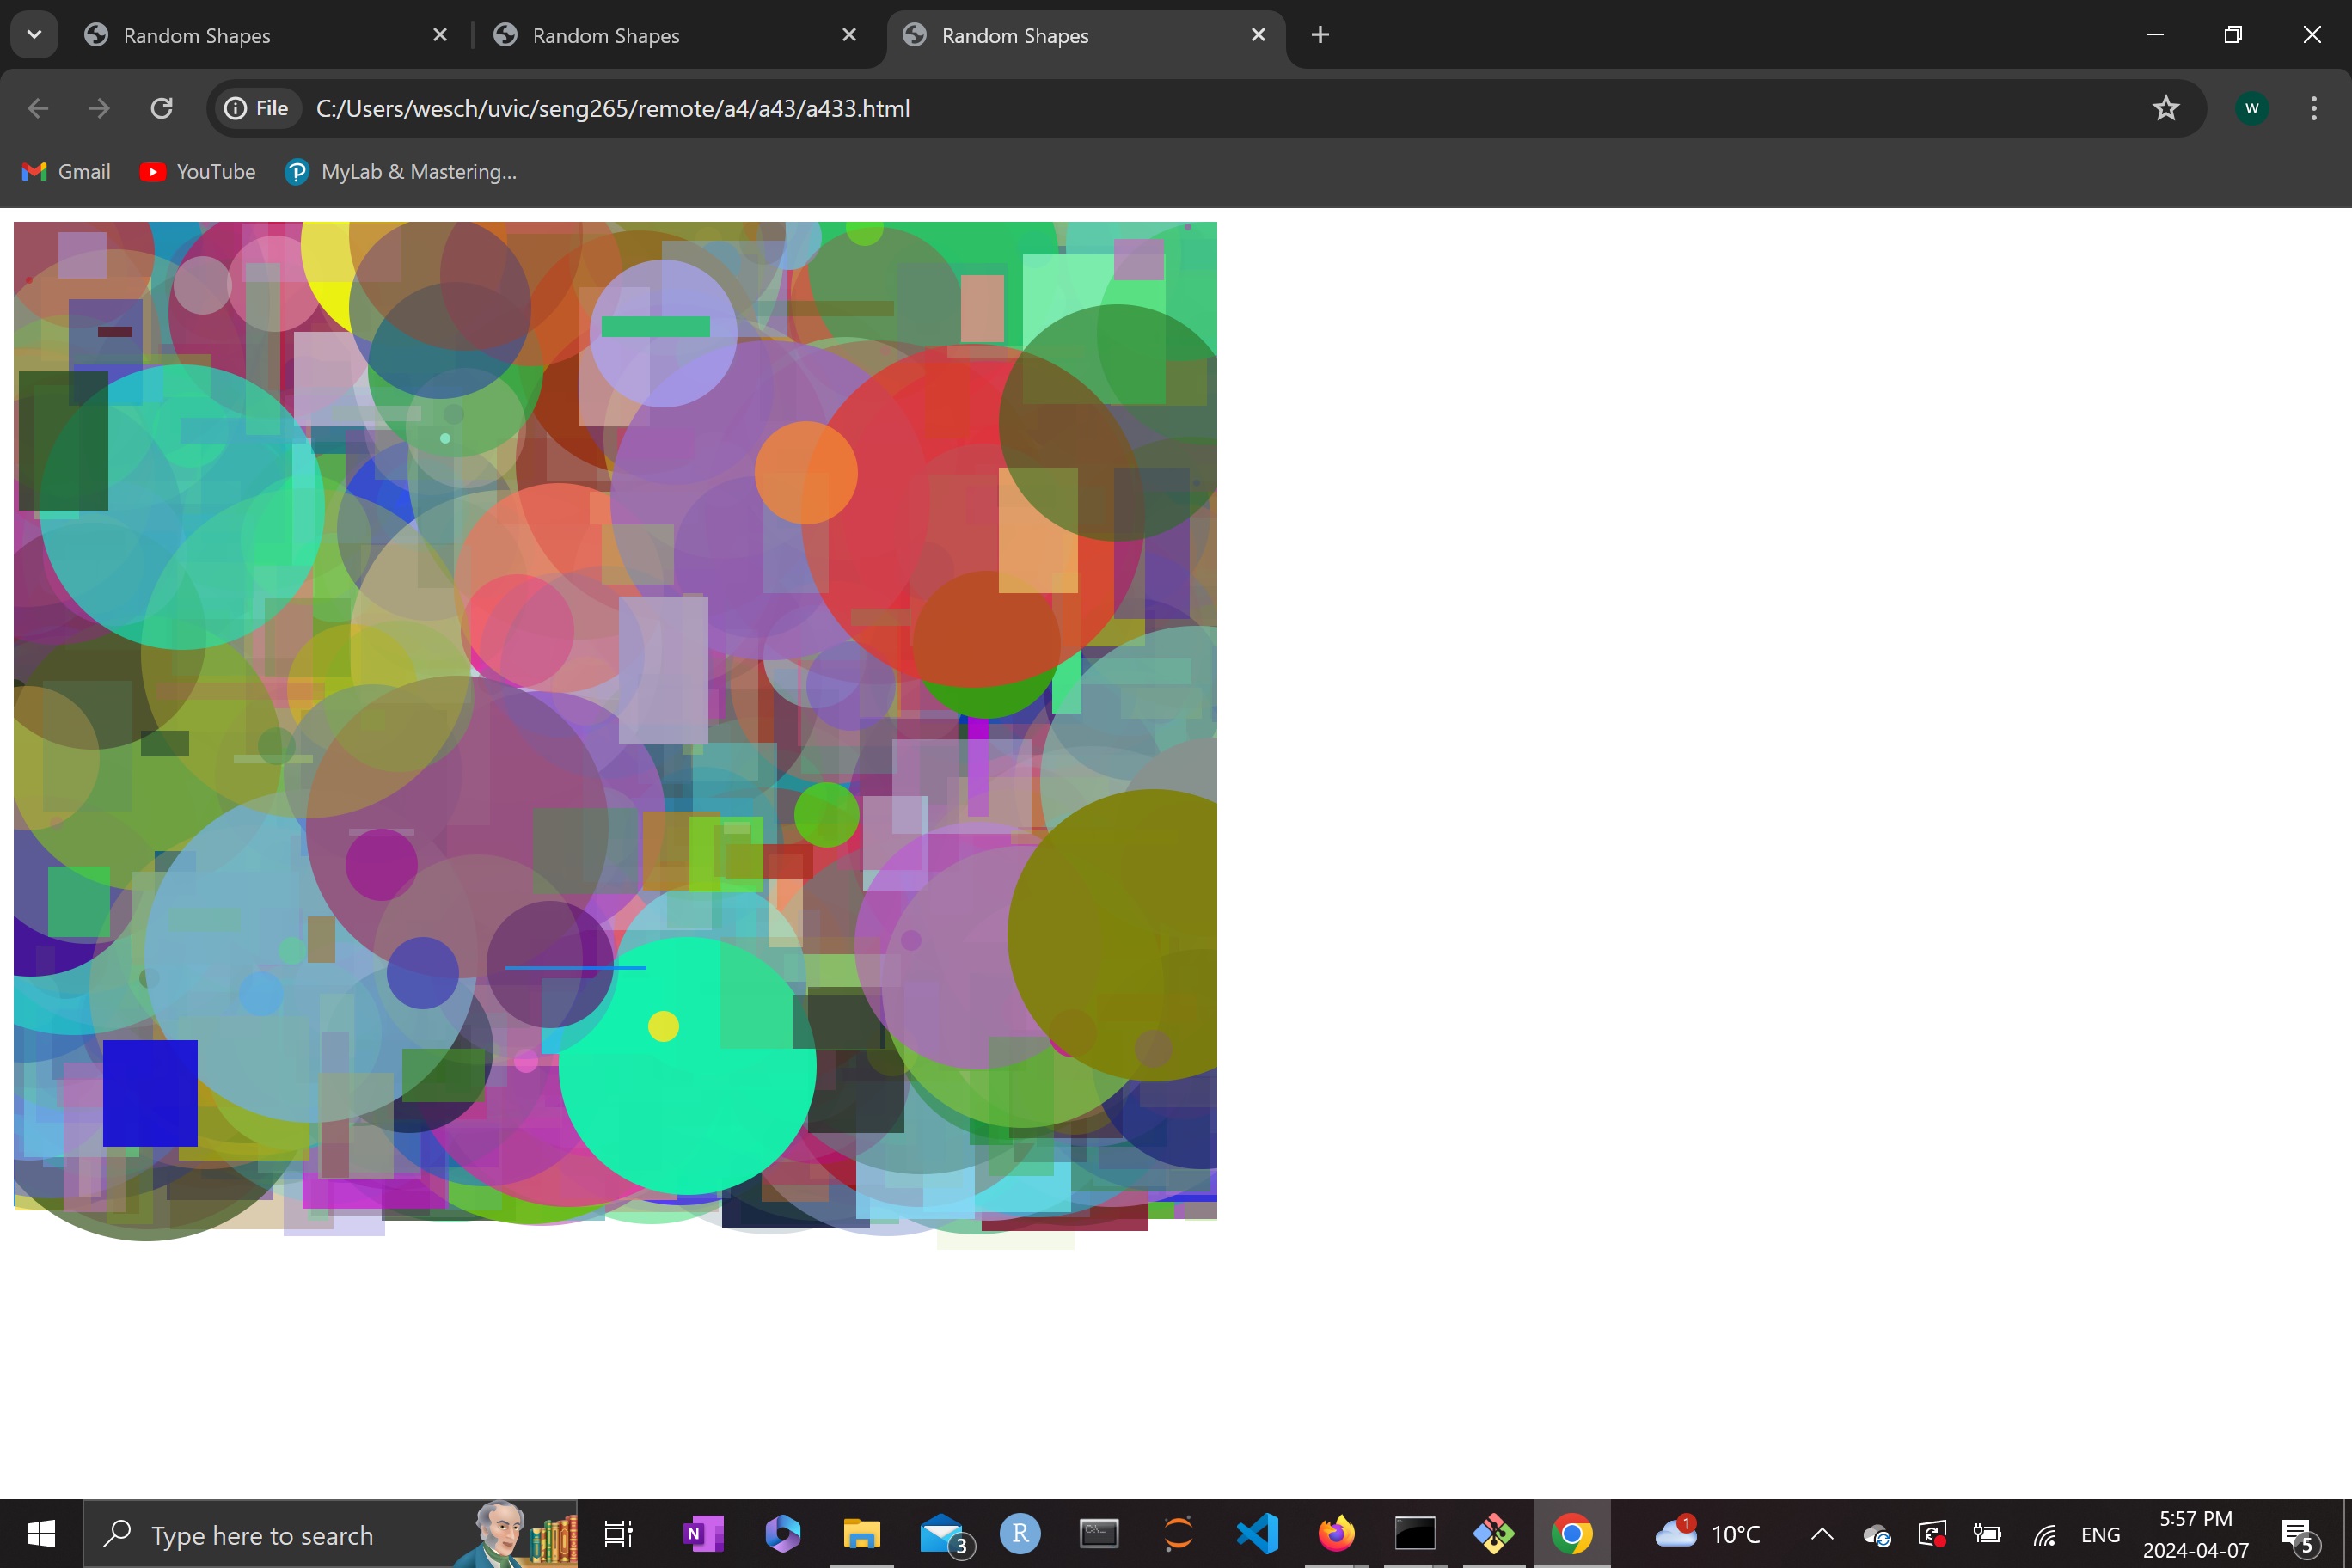 Random Shapes
Random Shapes
Random Shapes
File C:/Users/wesch/uvic/seng265/remote/a4/a43/a433.html
W
Gmail YouTube MyLab & Mastering...
Type here to search
N
3
R
C:\...
1
10°C
ENG
5:57 PM
2024-04-07
5